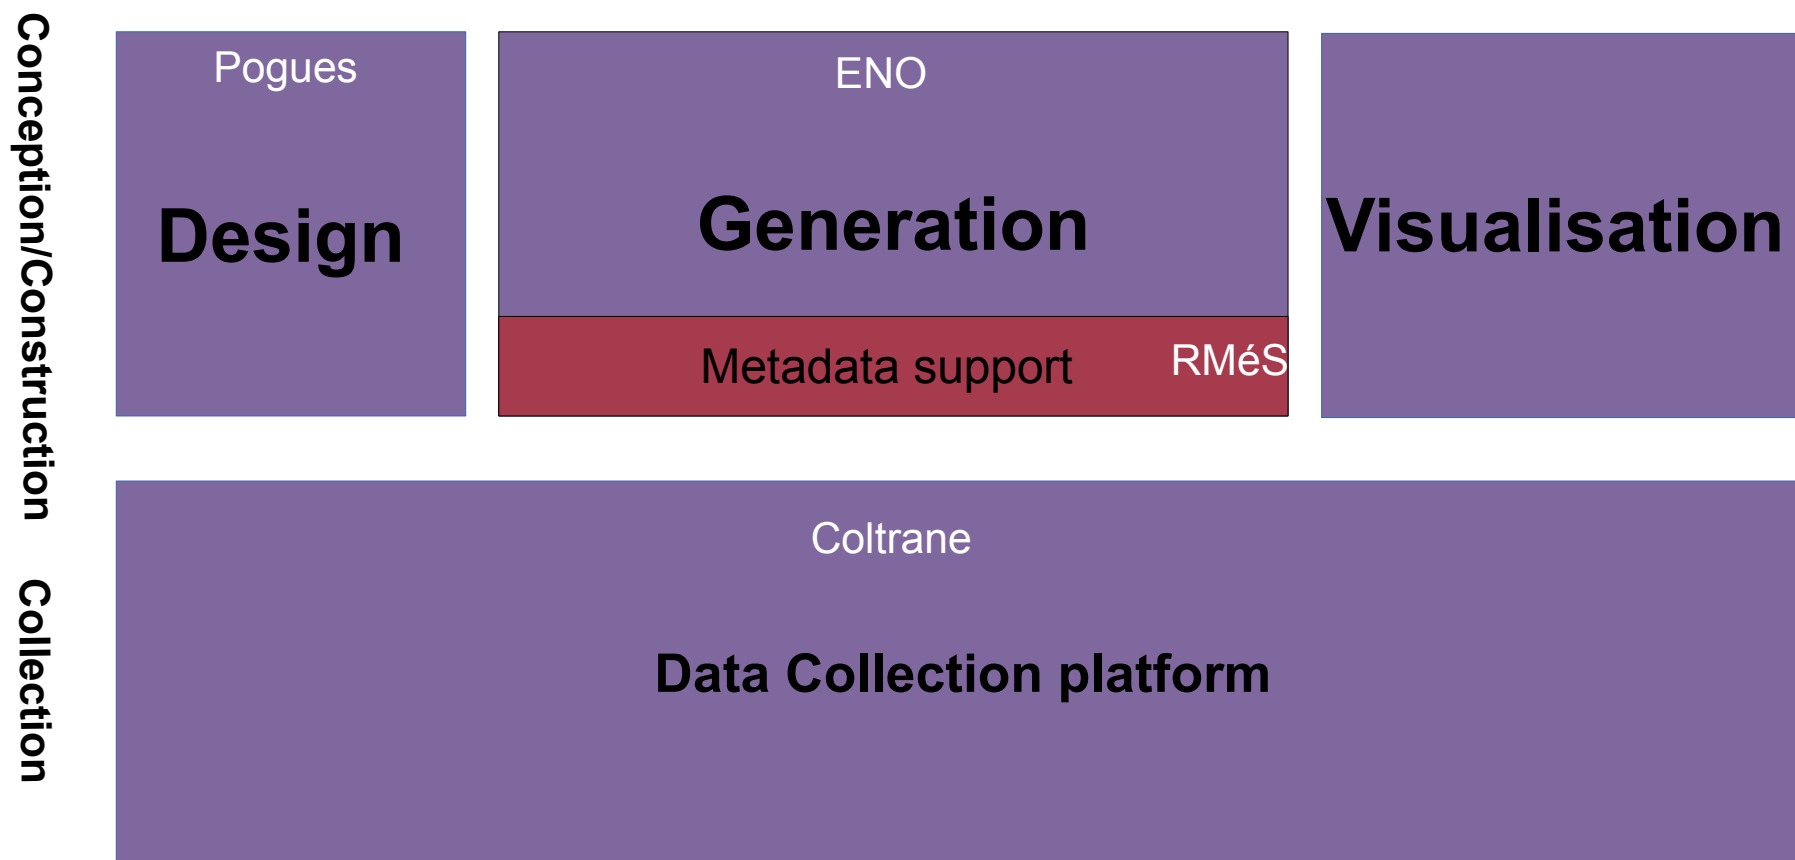 Conception/Construction
Pogues
Design
ENO
Generation
Metadata support
RMéS
Visualisation
Collection
Coltrane
Data Collection platform